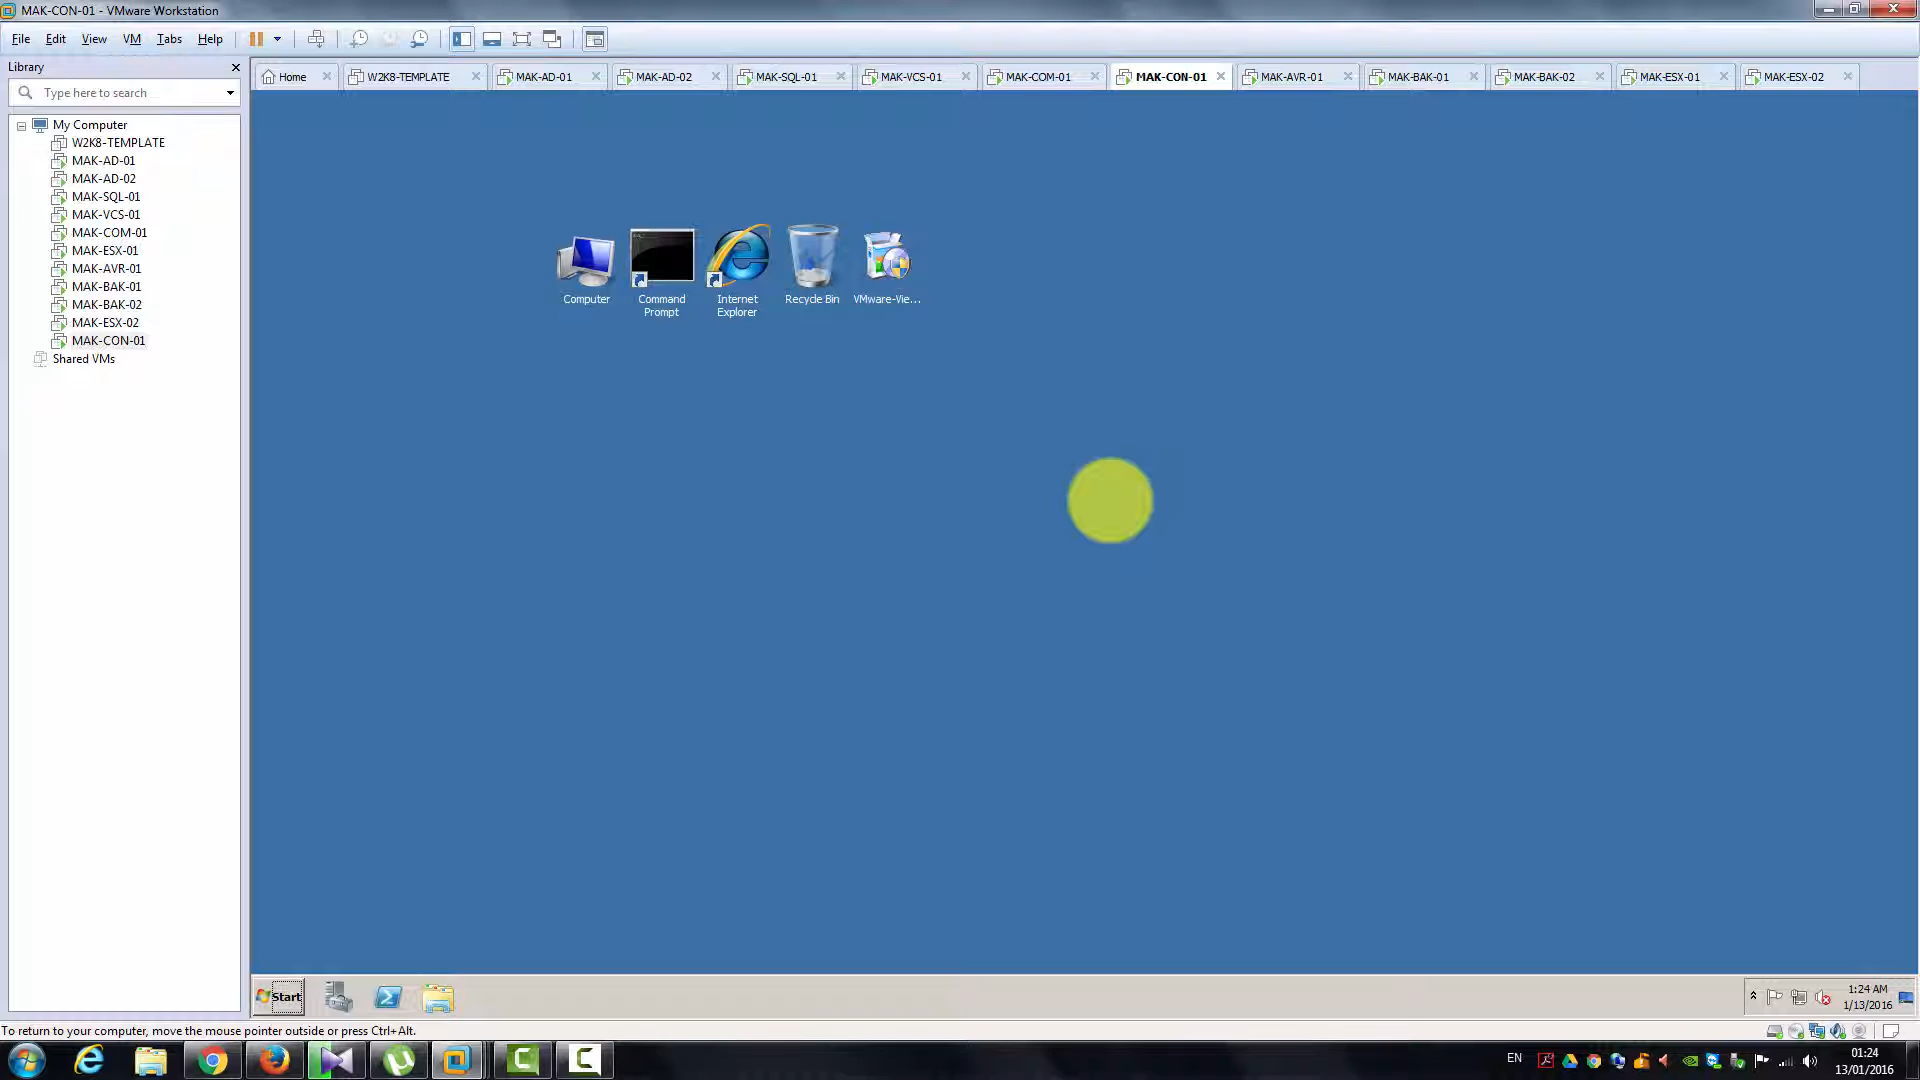 MAK-CON-01 - VMware Workstation
File Edit View VM Tabs Help
Library
Type here to search
My Computer
W2K8-TEMPLATE
MAK-AD-01
MAK-AD-02
MAK-SQL-01
MAK-VCS-01
MAK-COM-01
MAK-ESX-01
MAK-AVR-01
MAK-BAK-01
MAK-BAK-02
MAK-ESX-02
MAK-CON-01
Shared VMs
Home W2K8-TEMPLATE MAK-AD-01 MAK-AD-02 MAK-SQL-01 MAK-VCS-01 MAK-COM-01 MAK-CON-01 MAK-AVR-01 MAK-BAK-01 MAK-BAK-02 MAK-ESX-01 MAK-ESX-02
Computer
Command
Prompt
Internet
Explorer
Recycle Bin
VMware-Vie...
Start
1:24 AM
1/13/2016
To return to your computer, move the mouse pointer outside or press Ctrl+Alt.
EN
01:24
13/01/2016